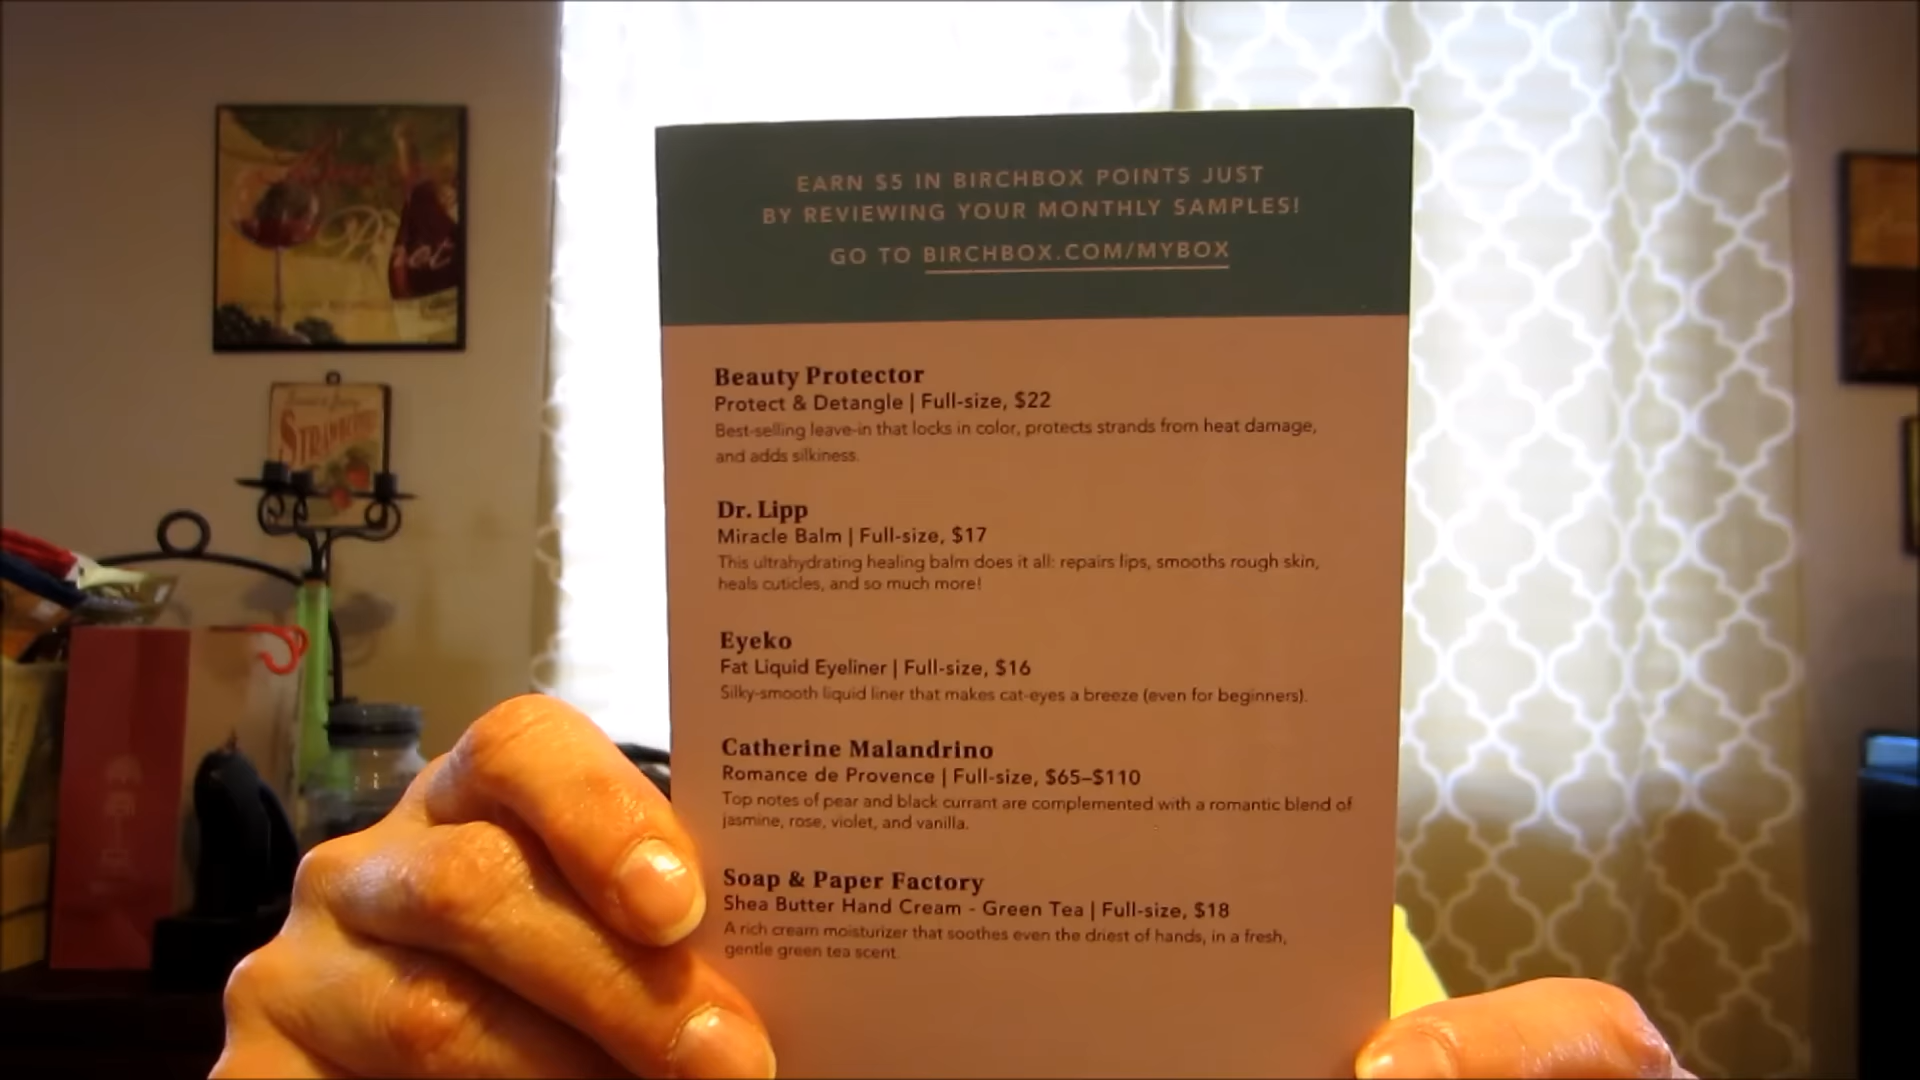 EARN $5 IN BIRCHBOX POINTS JUST
BY REVIEWING YOUR MONTHLY SAMPLES!
GO TO BIRCHBOX.COM/MYBOX
Beauty Protector
Protect & Detangle | Full-size, $22
Best-selling leave-in that locks in color, protects strands from heat damage,
and adds silkiness.
Dr. Lipp
Miracle Balm | Full-size, $17
This ultrahydrating healing balm does it all: repairs lips, smooths rough skin,
heals cuticles, and so much more!
Eyeko
Fat Liquid Eyeliner | Full-size, $16
Silky-smooth liquid liner that makes cat-eyes a breeze (even for beginners).
Catherine Malandrino
Romance de Provence | Full-size, $65–$110
Top notes of pear and black currant are complemented with a romantic blend of
jasmine, rose, violet, and vanilla.
Soap & Paper Factory
Shea Butter Hand Cream - Green Tea | Full-size, $18
A rich cream moisturizer that soothes even the driest of hands, in a fresh,
gentle green tea scent.
Pinot